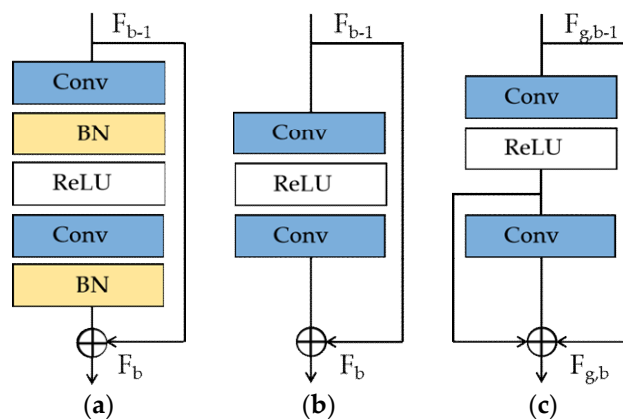 F_b-1
Conv
BN
ReLU
Conv
BN
F_b
(a)
F_b-1
Conv
ReLU
Conv
F_b
(b)
F_g,b-1
Conv
ReLU
Conv
F_g,b
(c)